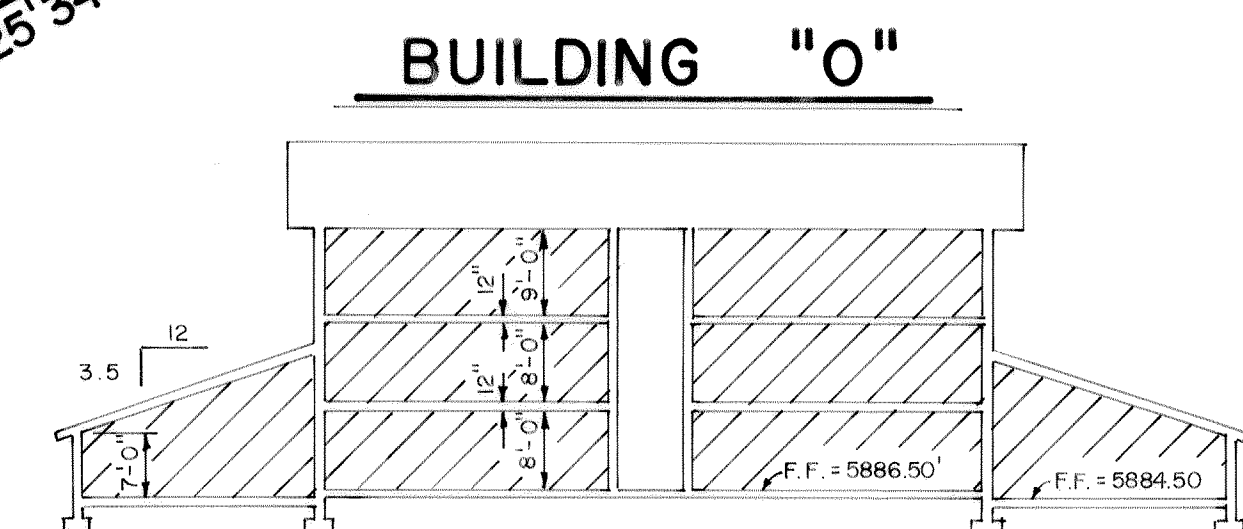 BUILDING "O"
12"
9'-0"
12
3.5
12"
8'-0"
7'-0"
8'-0"
F.F. = 5886.50'
F.F. = 5884.50